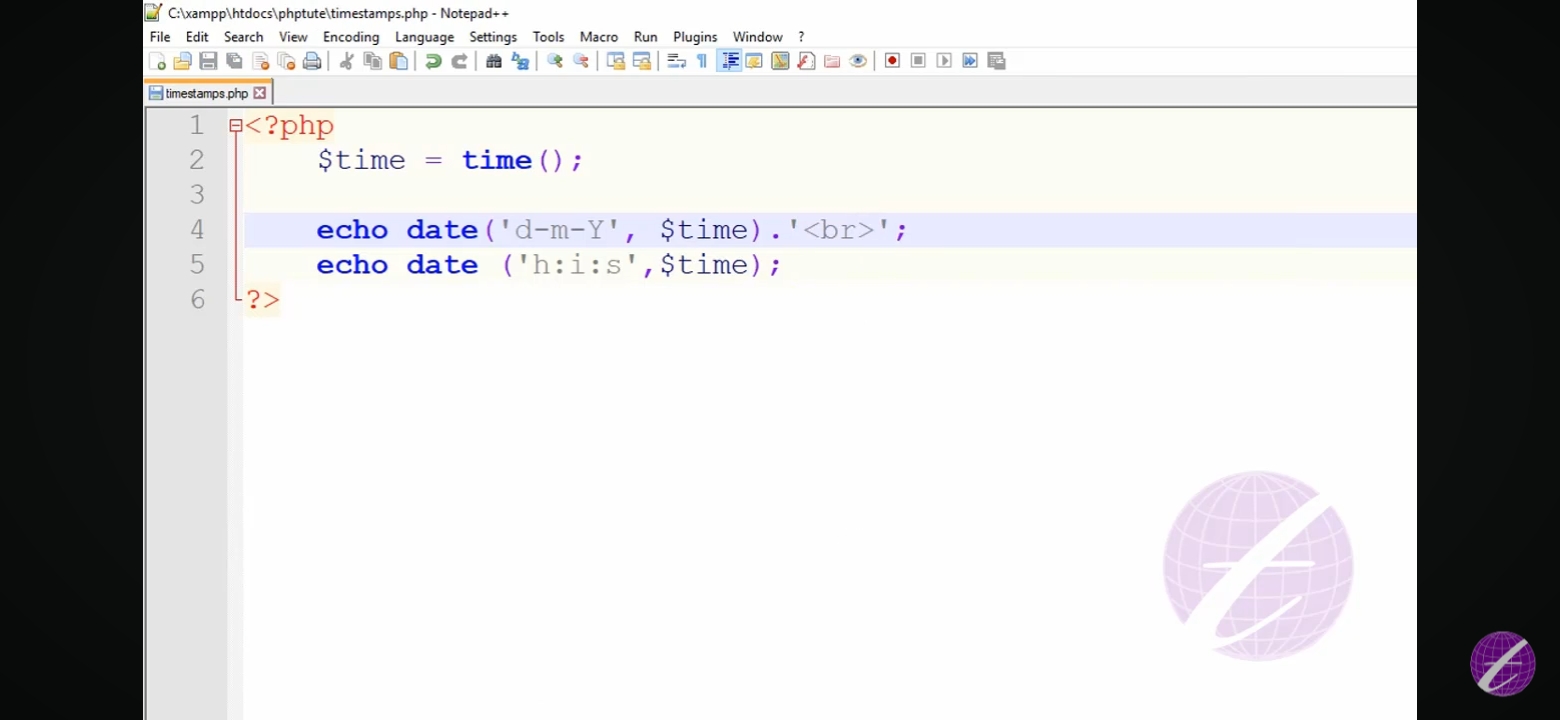 C:\xampp\htdocs\phptute\timestamps.php - Notepad++
File Edit Search View Encoding Language Settings Tools Macro Run Plugins Window ?
timestamps.php
1 <?php
2 $time = time();
3
4 echo date('d-m-Y', $time).'<br>';
5 echo date ('h:i:s',$time);
6 ?>